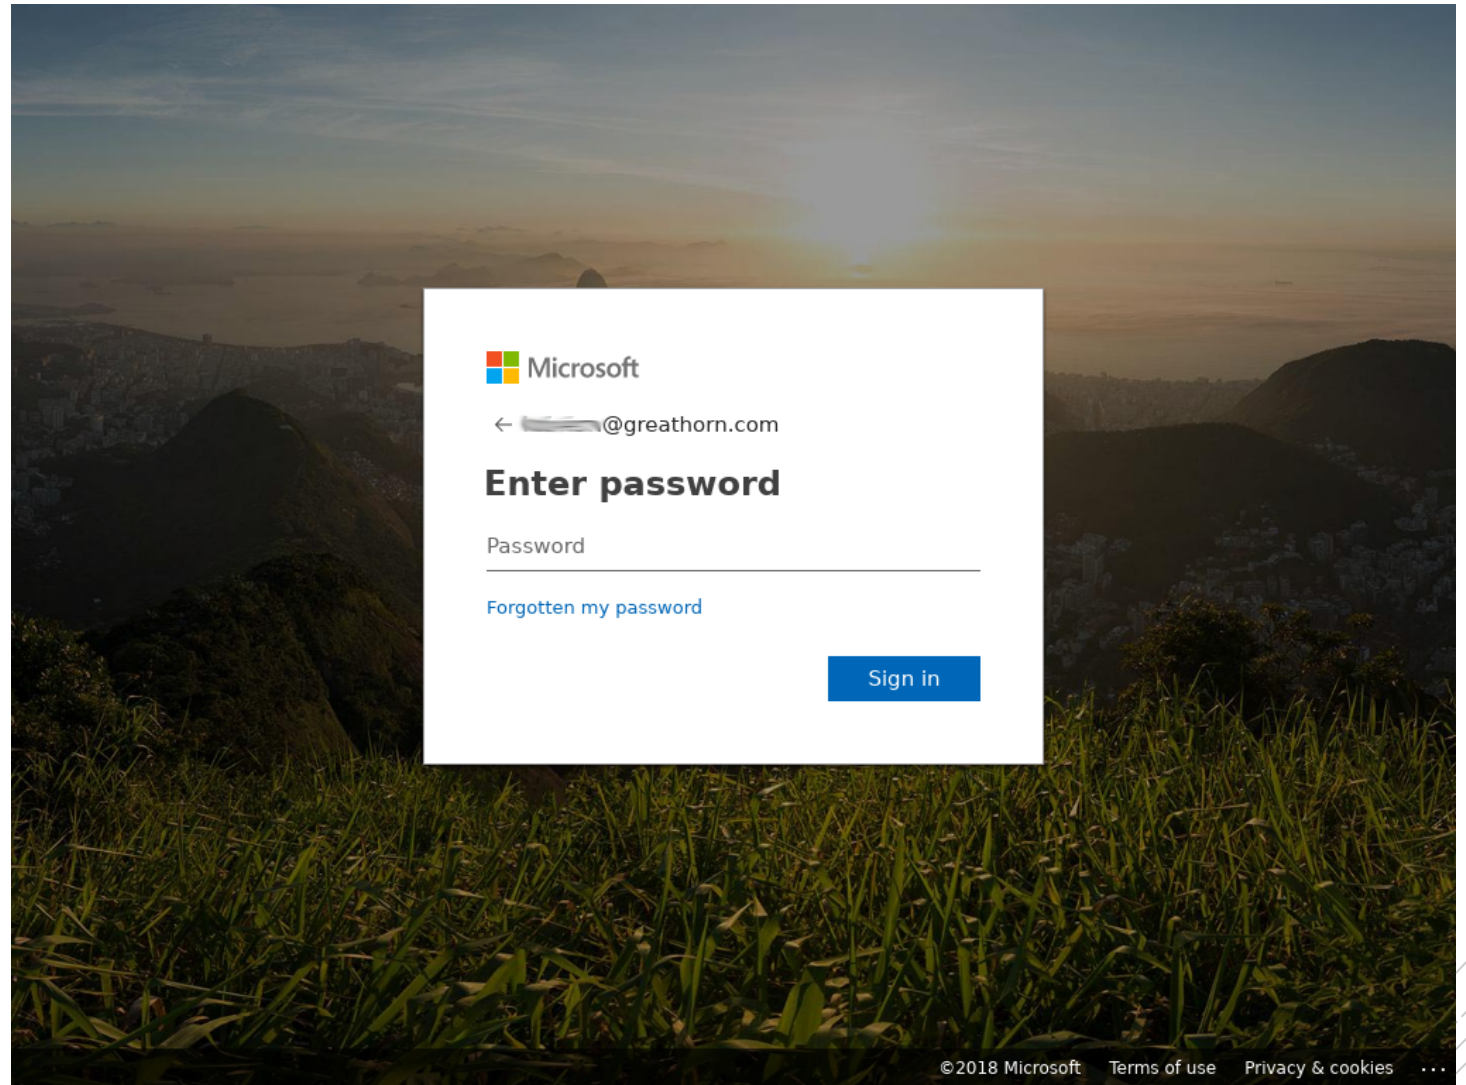 Microsoft
@greathorn.com
Enter password
Password
Forgotten my password
Sign in
©2018 Microsoft Terms of use Privacy & cookies ...